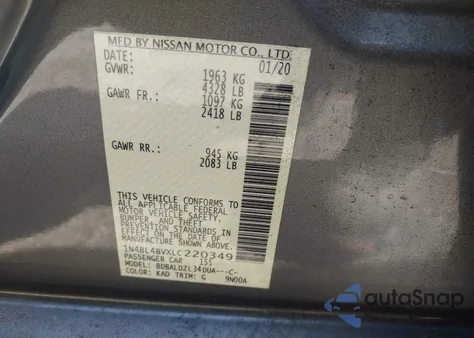 MFD BY NISSAN MOTOR CO., LTD.
DATE: 01/20
GVWR: 1963 KG
4328 LB
GAWR FR.: 1097 KG
2418 LB
GAWR RR.: 945 KG
2083 LB
THIS VEHICLE CONFORMS TO
ALL APPLICABLE FEDERAL
MOTOR VEHICLE SAFETY,
BUMPER, AND THEFT
PREVENTION STANDARDS
IN EFFECT ON THE DATE OF
MANUFACTURE SHOWN ABOVE.
1N4BL4BVXLC220349
PASSENGER CAR 155
BDBALDZL34DUA---C-
COLOR: KAD TRIM: G 9N00A
autoSnap